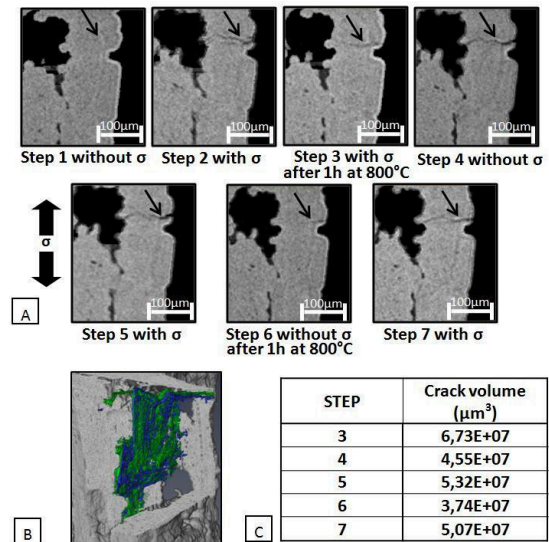 100µm
100µm
100µm
100µm
Step 1 without σ
Step 2 with σ
Step 3 with σ
after 1h at 800°C
Step 4 without σ
σ
100µm
100µm
100µm
A
Step 5 with σ
Step 6 without σ
after 1h at 800°C
Step 7 with σ
B
C
STEP
Crack volume
(µm³)
3
6,73E+07
4
4,55E+07
5
5,32E+07
6
3,74E+07
7
5,07E+07